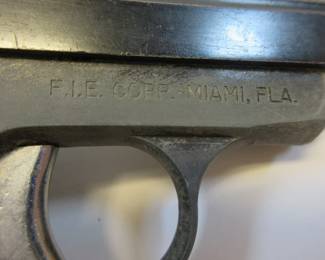 F.I.E. CORP. MIAMI, FLA.